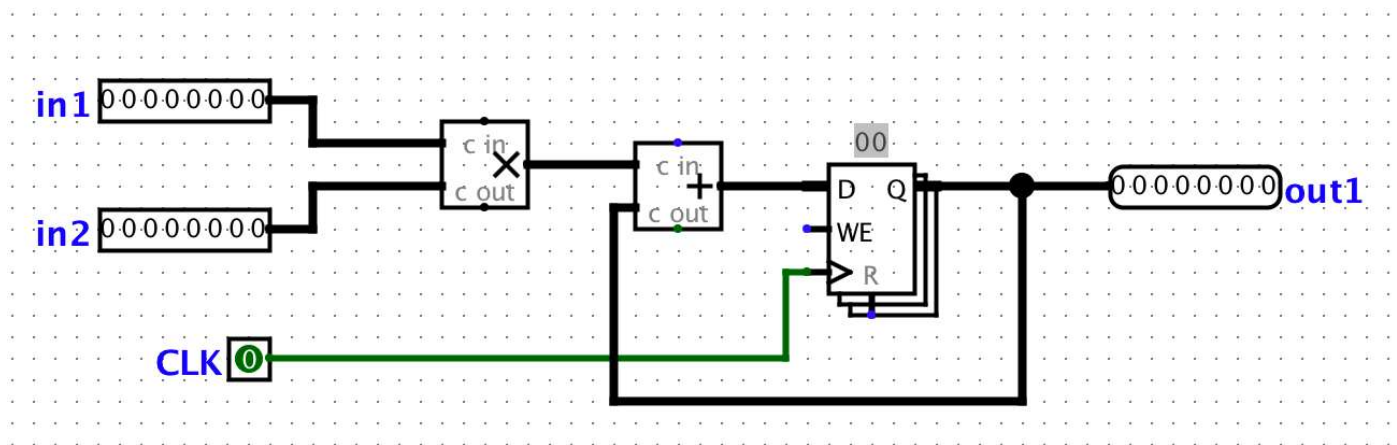 in1 00000000
in2 00000000
c in
c out
×
c in
c out
+
00
D Q
WE
R
00000000 out1
CLK 0